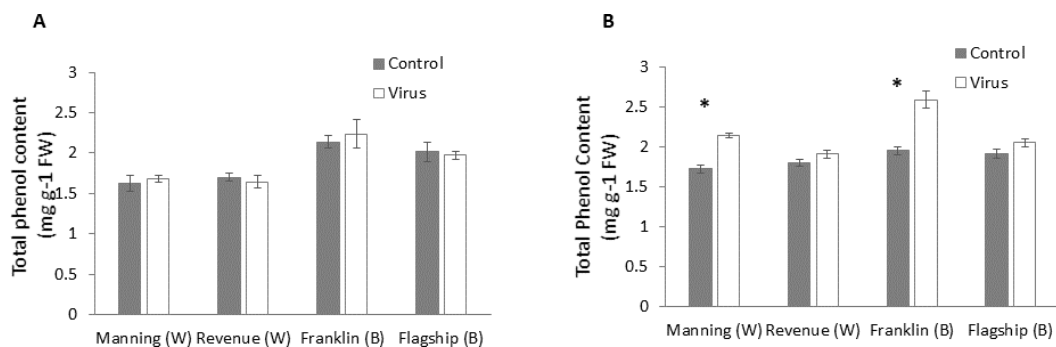 A
Control
Virus
Total phenol content
(mg g-1 FW)
3
2.5
2
1.5
1
0.5
0
Manning (W) Revenue (W) Franklin (B) Flagship (B)
B
Control
Virus
Total Phenol Content
(mg g-1 FW)
3
2.5
2
1.5
1
0.5
0
*
*
Manning (W) Revenue (W) Franklin (B) Flagship (B)